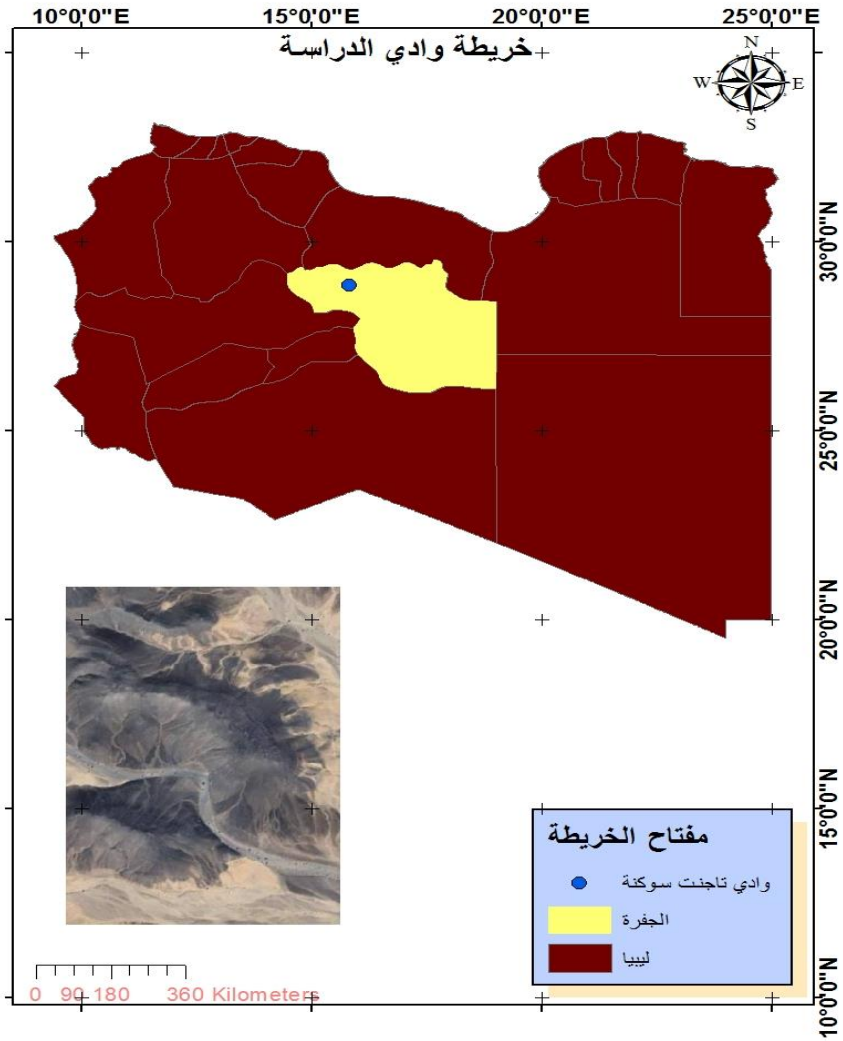 10°0'0"E 15°0'0"E 20°0'0"E 25°0'0"E
خريطة وادي الدراسة
N
W E
S
30°0'0"N
25°0'0"N
20°0'0"N
15°0'0"N
10°0'0"N
مفتاح الخريطة
وادي تاجنت سوكنة
الجفرة
ليبيا
0 90 180 360 Kilometers